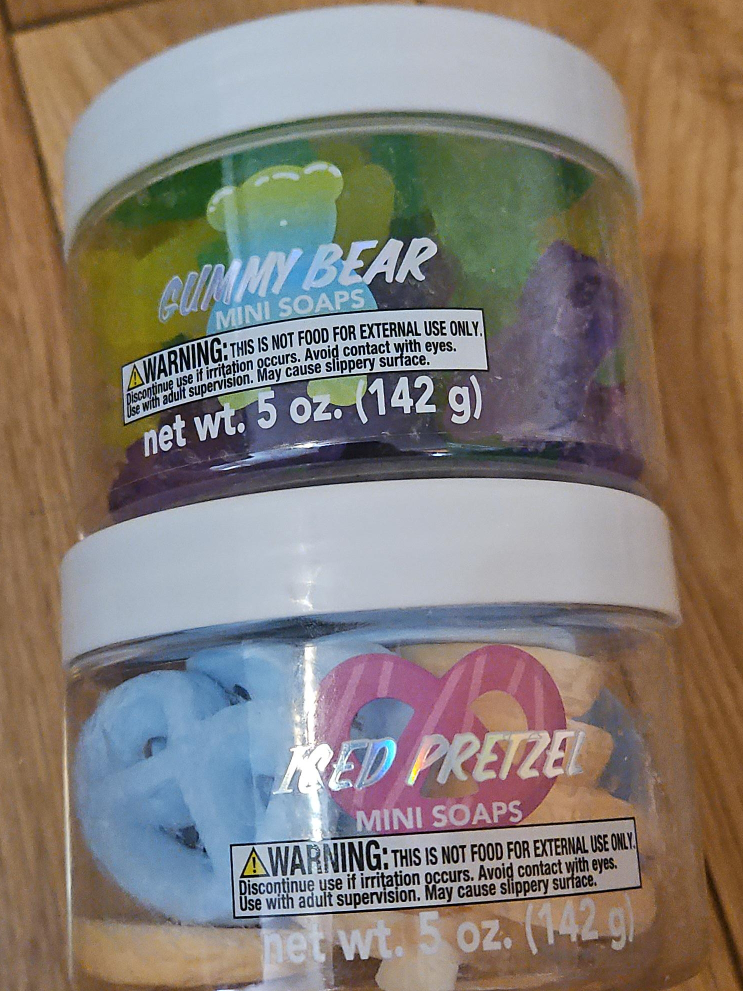 GUMMY BEAR
MINI SOAPS
WARNING: THIS IS NOT FOOD FOR EXTERNAL USE ONLY.
Discontinue use if irritation occurs. Avoid contact with eyes.
Use with adult supervision. May cause slippery surface.
net wt. 5 oz. (142 g)
ICED PRETZEL
MINI SOAPS
WARNING: THIS IS NOT FOOD FOR EXTERNAL USE ONLY.
Discontinue use if irritation occurs. Avoid contact with eyes.
Use with adult supervision. May cause slippery surface.
net wt. 5 oz. (142 g)